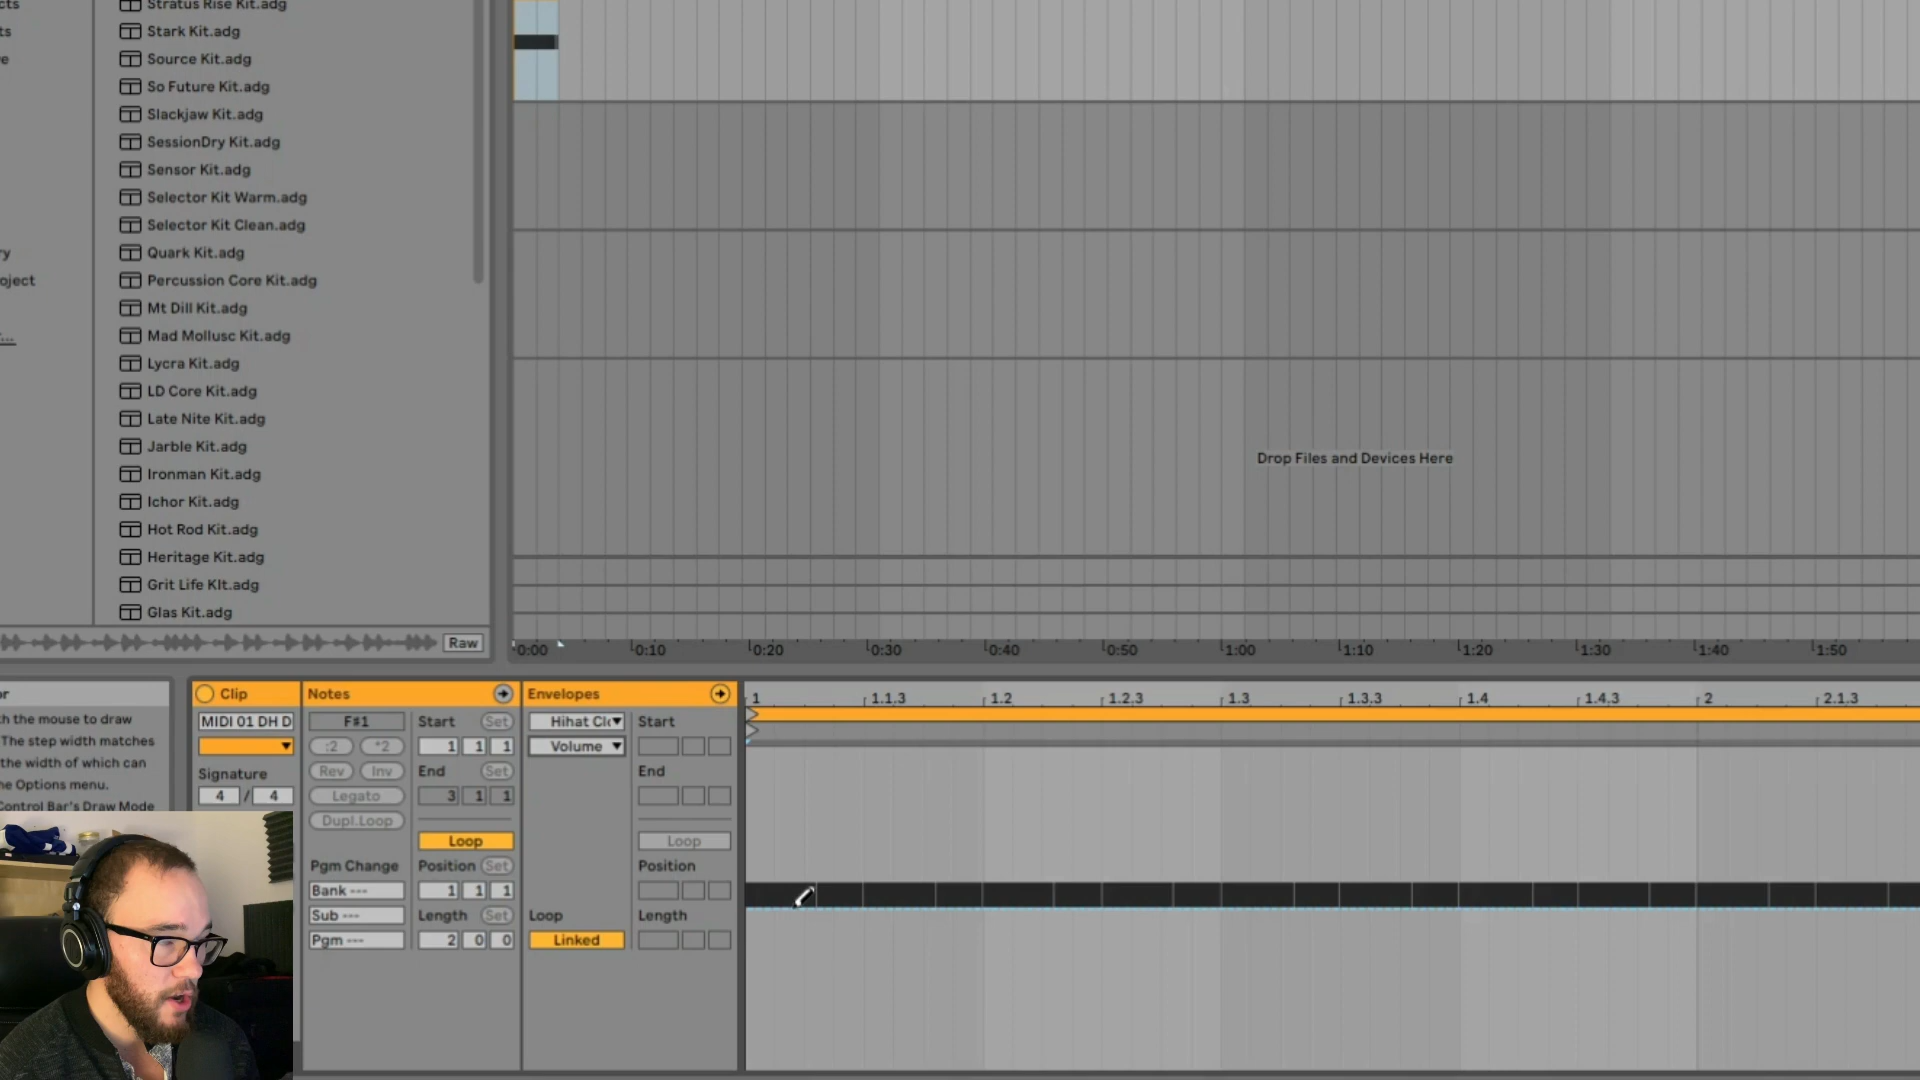 cts
Stratus Rise Kit.adg
ts
Stark Kit.adg
e
Source Kit.adg
So Future Kit.adg
Slackjaw Kit.adg
SessionDry Kit.adg
Sensor Kit.adg
Selector Kit Warm.adg
Selector Kit Clean.adg
ry
Quark Kit.adg
oject
Percussion Core Kit.adg
Mt Dill Kit.adg
...
Mad Mollusc Kit.adg
Lycra Kit.adg
LD Core Kit.adg
Late Nite Kit.adg
Jarble Kit.adg
Ironman Kit.adg
Ichor Kit.adg
Hot Rod Kit.adg
Heritage Kit.adg
Grit Life KIt.adg
Glas Kit.adg
Raw
Drop Files and Devices Here
0:00 0:10 0:20 0:30 0:40 0:50 1:00 1:10 1:20 1:30 1:40 1:50
or
th the mouse to draw
The step width matches
the width of which can
he Options menu.
Control Bar's Draw Mode
Clip
MIDI 01 DH D
Signature
4 / 4
Notes
F#1
:2 *2
Rev Inv
Legato
Dupl.Loop
Pgm Change
Bank ---
Sub ---
Pgm ---
Start Set
1 1 1
End Set
3 1 1
Loop
Position Set
1 1 1
Length Set
2 0 0
Envelopes
Hihat Clo
Volume
Loop
Linked
Start
End
Loop
Position
Length
1 1.1.3 1.2 1.2.3 1.3 1.3.3 1.4 1.4.3 2 2.1.3